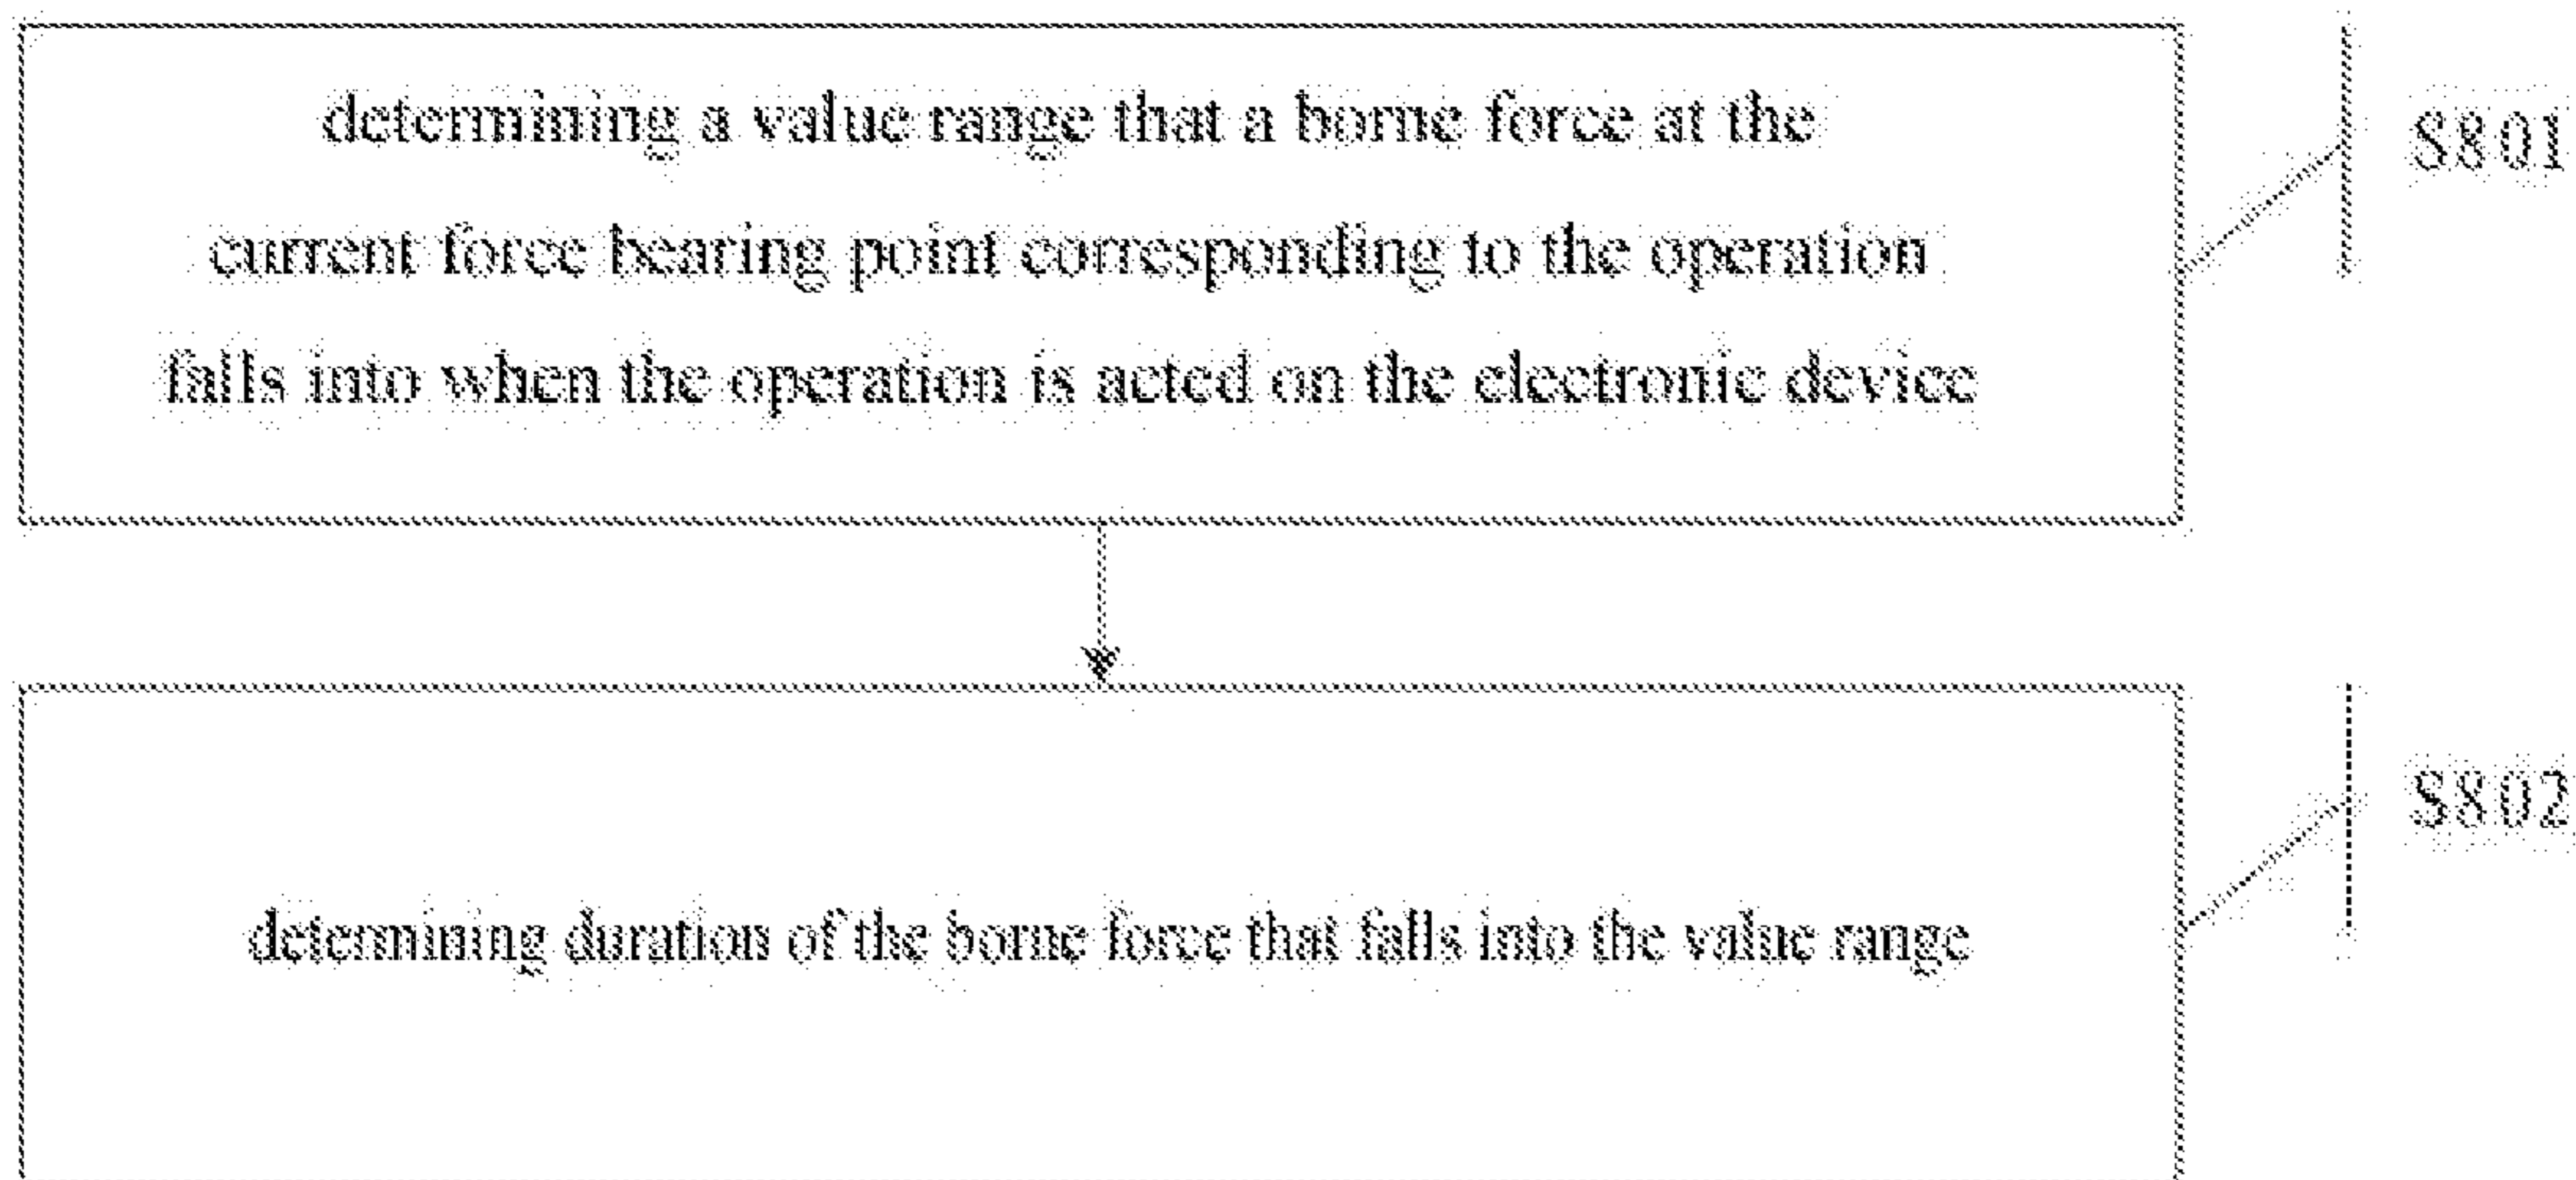 determining a value range that a borne force at the
current force bearing point corresponding to the operation
falls into when the operation is acted on the electronic device
S801
determining duration of the borne force that falls into the value range
S802